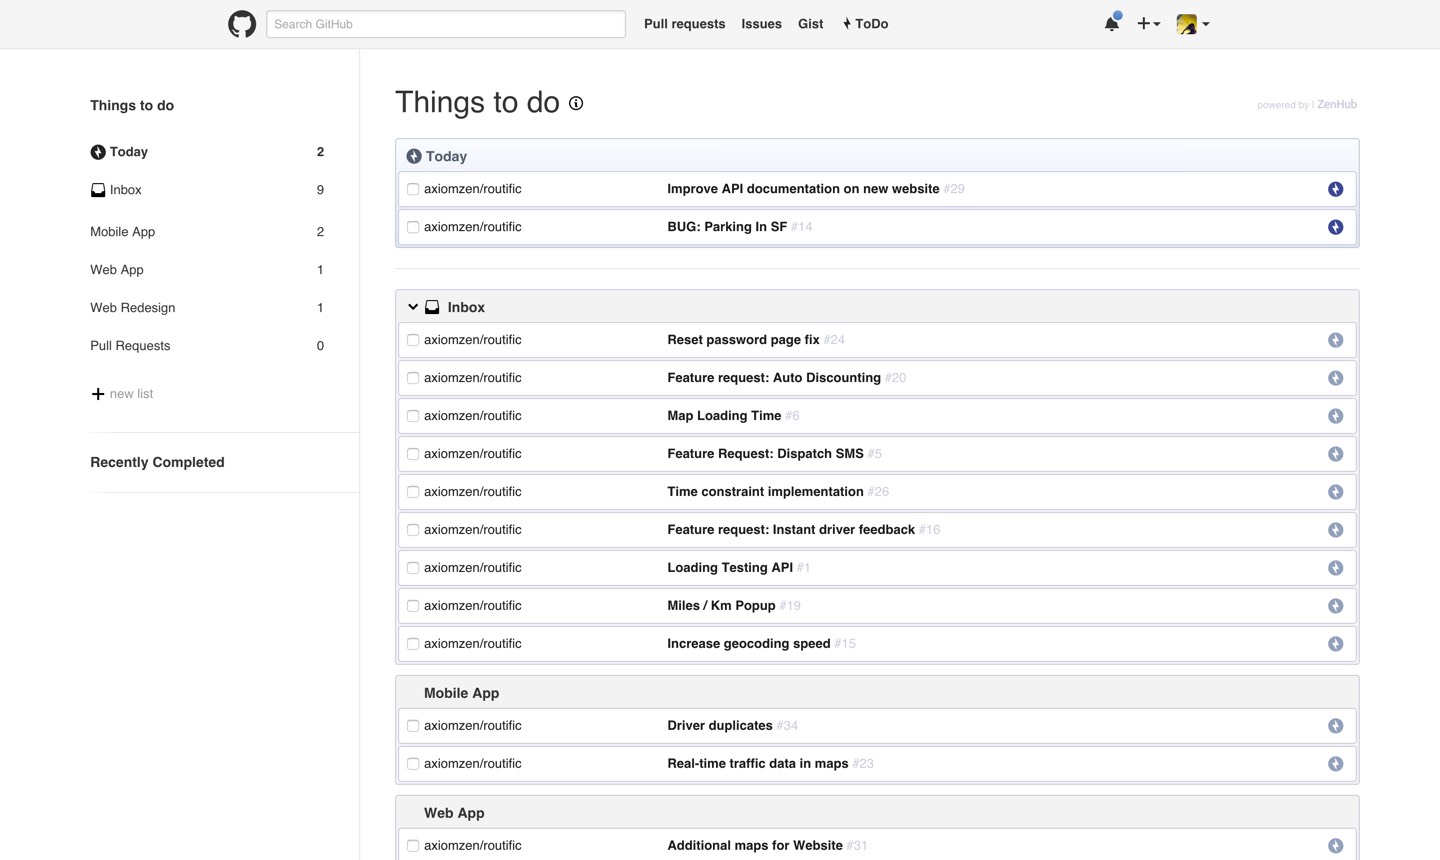 Search GitHub
Pull requests Issues Gist ToDo
Things to do
Today 2
Inbox 9
Mobile App 2
Web App 1
Web Redesign 1
Pull Requests 0
new list
Recently Completed
Things to do
powered by | ZenHub
Today
axiomzen/routific Improve API documentation on new website #29
axiomzen/routific BUG: Parking In SF #14
Inbox
axiomzen/routific Reset password page fix #24
axiomzen/routific Feature request: Auto Discounting #20
axiomzen/routific Map Loading Time #6
axiomzen/routific Feature Request: Dispatch SMS #5
axiomzen/routific Time constraint implementation #26
axiomzen/routific Feature request: Instant driver feedback #16
axiomzen/routific Loading Testing API #1
axiomzen/routific Miles / Km Popup #19
axiomzen/routific Increase geocoding speed #15
Mobile App
axiomzen/routific Driver duplicates #34
axiomzen/routific Real-time traffic data in maps #23
Web App
axiomzen/routific Additional maps for Website #31